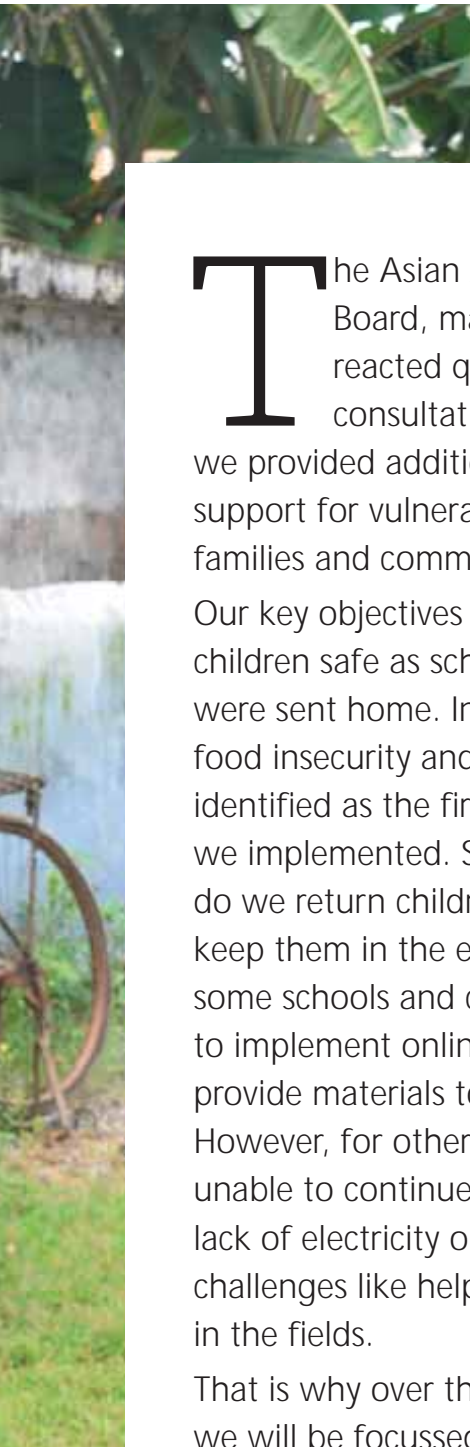 The Asian
Board, ma
reacted q
consultat
we provided additi
support for vulnera
families and comm
Our key objectives
children safe as sch
were sent home. In
food insecurity and
identified as the fir
we implemented. S
do we return childr
keep them in the e
some schools and c
to implement onlin
provide materials to
However, for other
unable to continue
lack of electricity o
challenges like help
in the fields.
That is why over th
we will be focussed